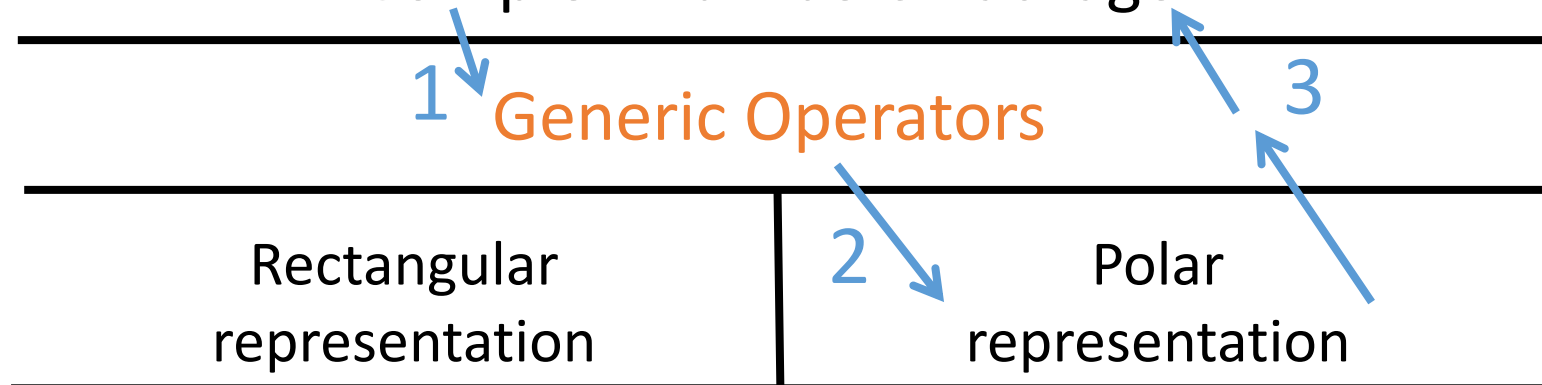 1 Generic Operators 3
Rectangular 2 Polar
representation representation